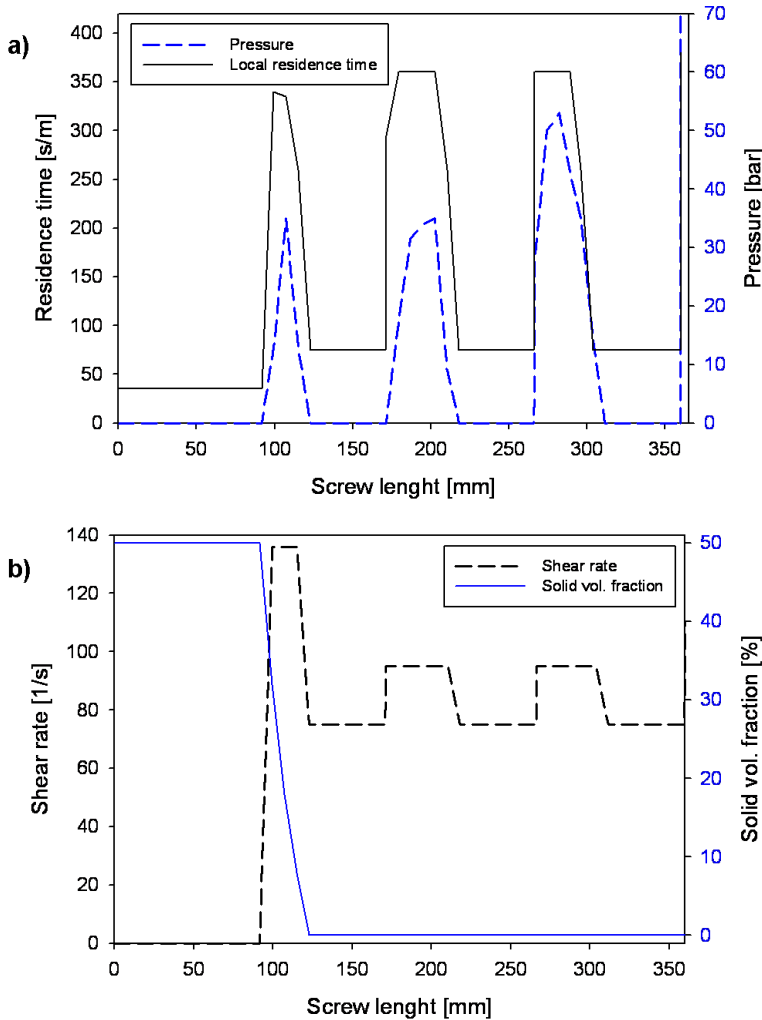 a)
Pressure
Local residence time
Residence time [s/m]
400
350
300
250
200
150
100
50
0
70
60
50
40
30
20
10
0
Pressure [bar]
0 50 100 150 200 250 300 350
Screw lenght [mm]
b)
Shear rate
Solid vol. fraction
Shear rate [1/s]
140
120
100
80
60
40
20
0
50
40
30
20
10
0
Solid vol. fraction [%]
0 50 100 150 200 250 300 350
Screw lenght [mm]